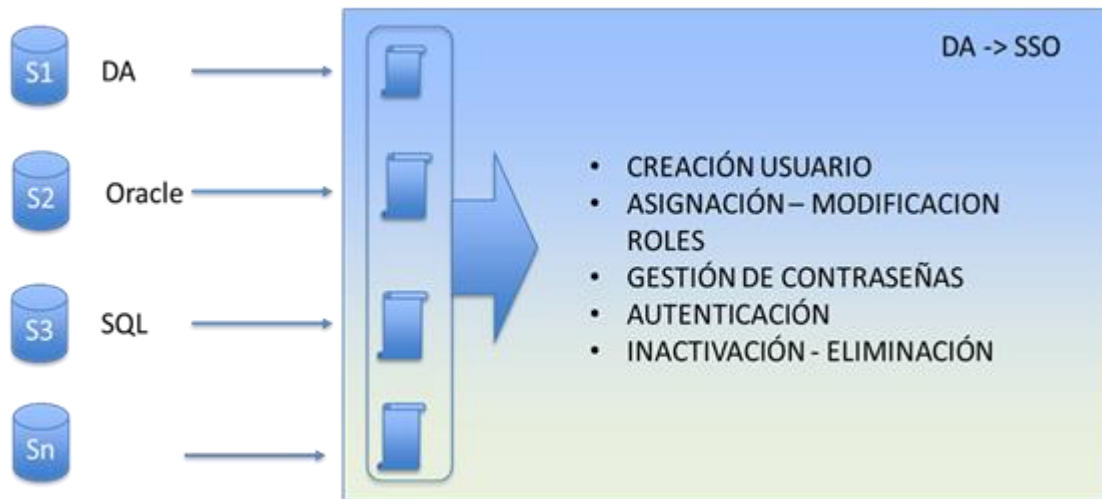 DA -> SSO
S1 DA
S2 Oracle
S3 SQL
Sn
• CREACIÓN USUARIO
• ASIGNACIÓN – MODIFICACION
ROLES
• GESTIÓN DE CONTRASEÑAS
• AUTENTICACIÓN
• INACTIVACIÓN - ELIMINACIÓN